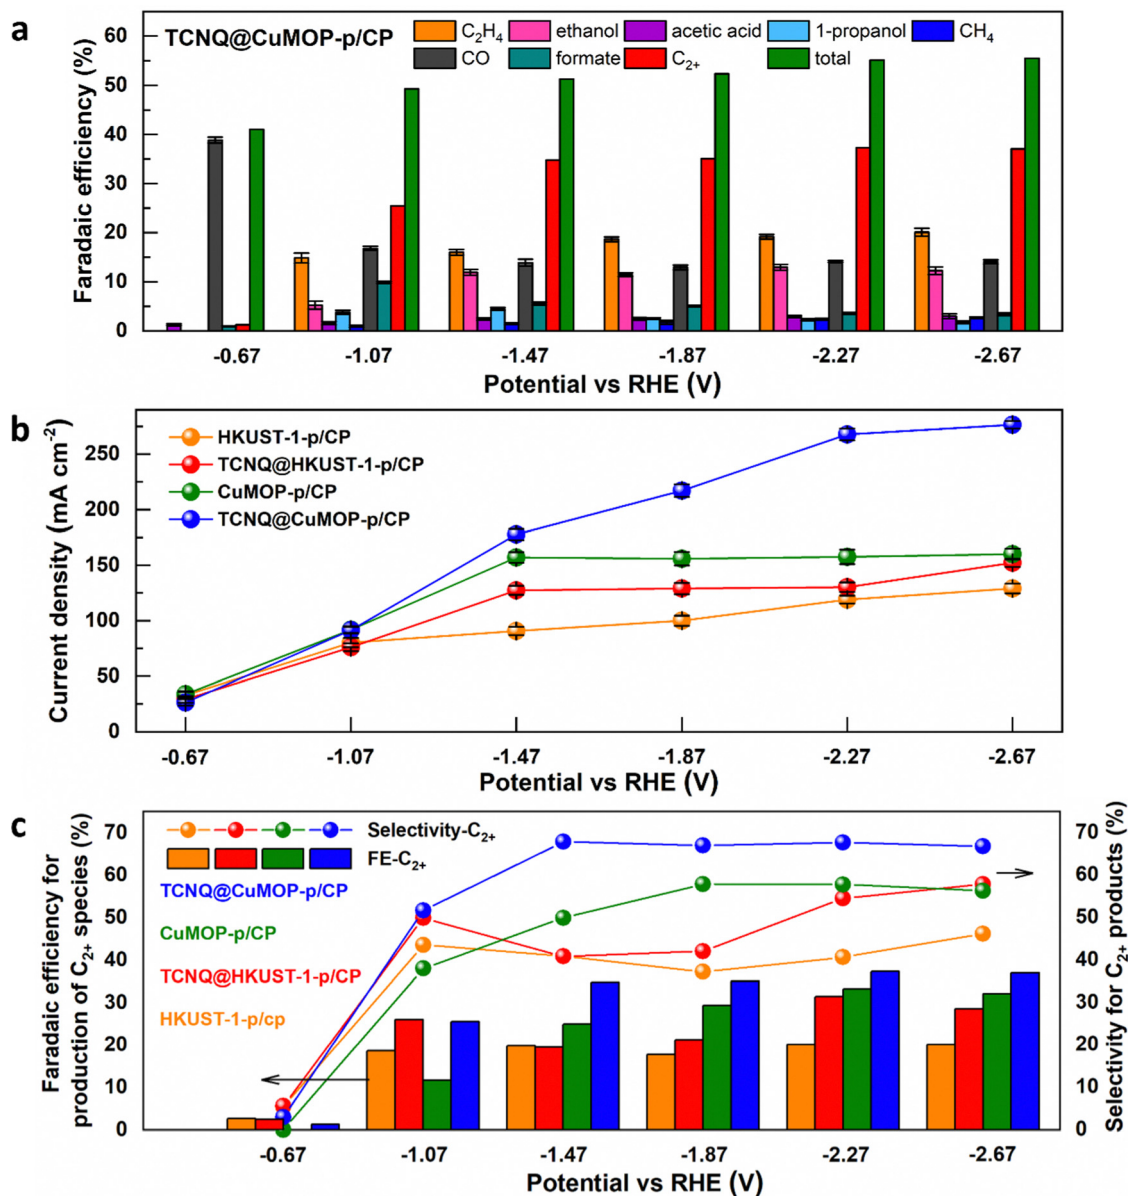 a
TCNQ@CuMOP-p/CP
C₂H₄ ethanol acetic acid 1-propanol CH₄
CO formate C₂₊ total
Faradaic efficiency (%)
60
50
40
30
20
10
0
-0.67 -1.07 -1.47 -1.87 -2.27 -2.67
Potential vs RHE (V)
b
HKUST-1-p/CP
TCNQ@HKUST-1-p/CP
CuMOP-p/CP
TCNQ@CuMOP-p/CP
Current density (mA cm⁻²)
250
200
150
100
50
0
-0.67 -1.07 -1.47 -1.87 -2.27 -2.67
Potential vs RHE (V)
c
Selectivity-C₂₊
FE-C₂₊
TCNQ@CuMOP-p/CP
CuMOP-p/CP
TCNQ@HKUST-1-p/CP
HKUST-1-p/cp
Faradaic efficiency for
production of C₂₊ species (%)
70
60
50
40
30
20
10
0
70
60
50
40
30
20
10
0
Selectivity for C₂₊ products (%)
-0.67 -1.07 -1.47 -1.87 -2.27 -2.67
Potential vs RHE (V)